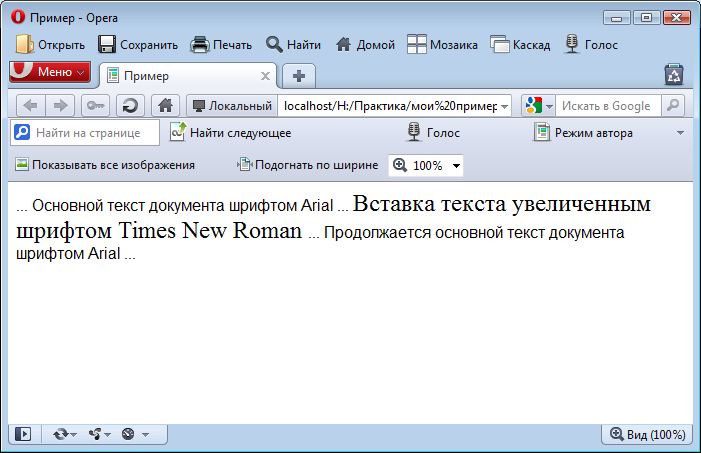 Пример - Opera
Открыть Сохранить Печать Найти Домой Мозаика Каскад Голос
Меню Пример
Локальный localhost/H:/Практика/мои%20пример Искать в Google
Найти на странице Найти следующее Голос Режим автора
Показывать все изображения Подогнать по ширине 100%
... Основной текст документа шрифтом Arial ... Вставка текста увеличенным
шрифтом Times New Roman ... Продолжается основной текст документа
шрифтом Arial ...
Вид (100%)